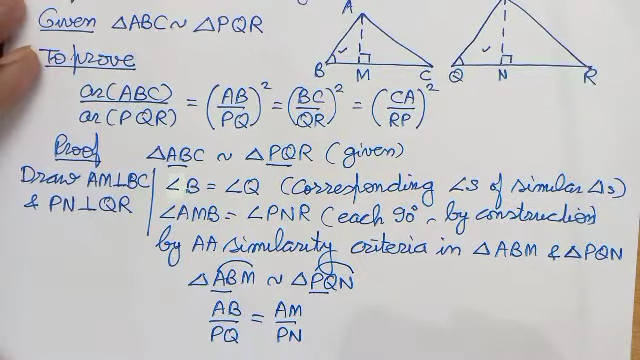 Given △ABC ~ △PQR
A
B M C
Q N R
To prove
ar(ABC)/ar(PQR) = (AB/PQ)² = (BC/QR)² = (CA/RP)²
Proof △ABC ~ △PQR (given)
Draw AM⊥BC
& PN⊥QR
∠B = ∠Q (Corresponding ∠s of similar △s)
∠AMB = ∠PNR (each 90° by construction)
by AA similarity criteria in △ABM & △PQN
△ABM ~ △PQN
AB/PQ = AM/PN